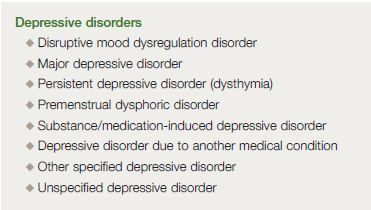 Depressive disorders
◆ Disruptive mood dysregulation disorder
◆ Major depressive disorder
◆ Persistent depressive disorder (dysthymia)
◆ Premenstrual dysphoric disorder
◆ Substance/medication-induced depressive disorder
◆ Depressive disorder due to another medical condition
◆ Other specified depressive disorder
◆ Unspecified depressive disorder